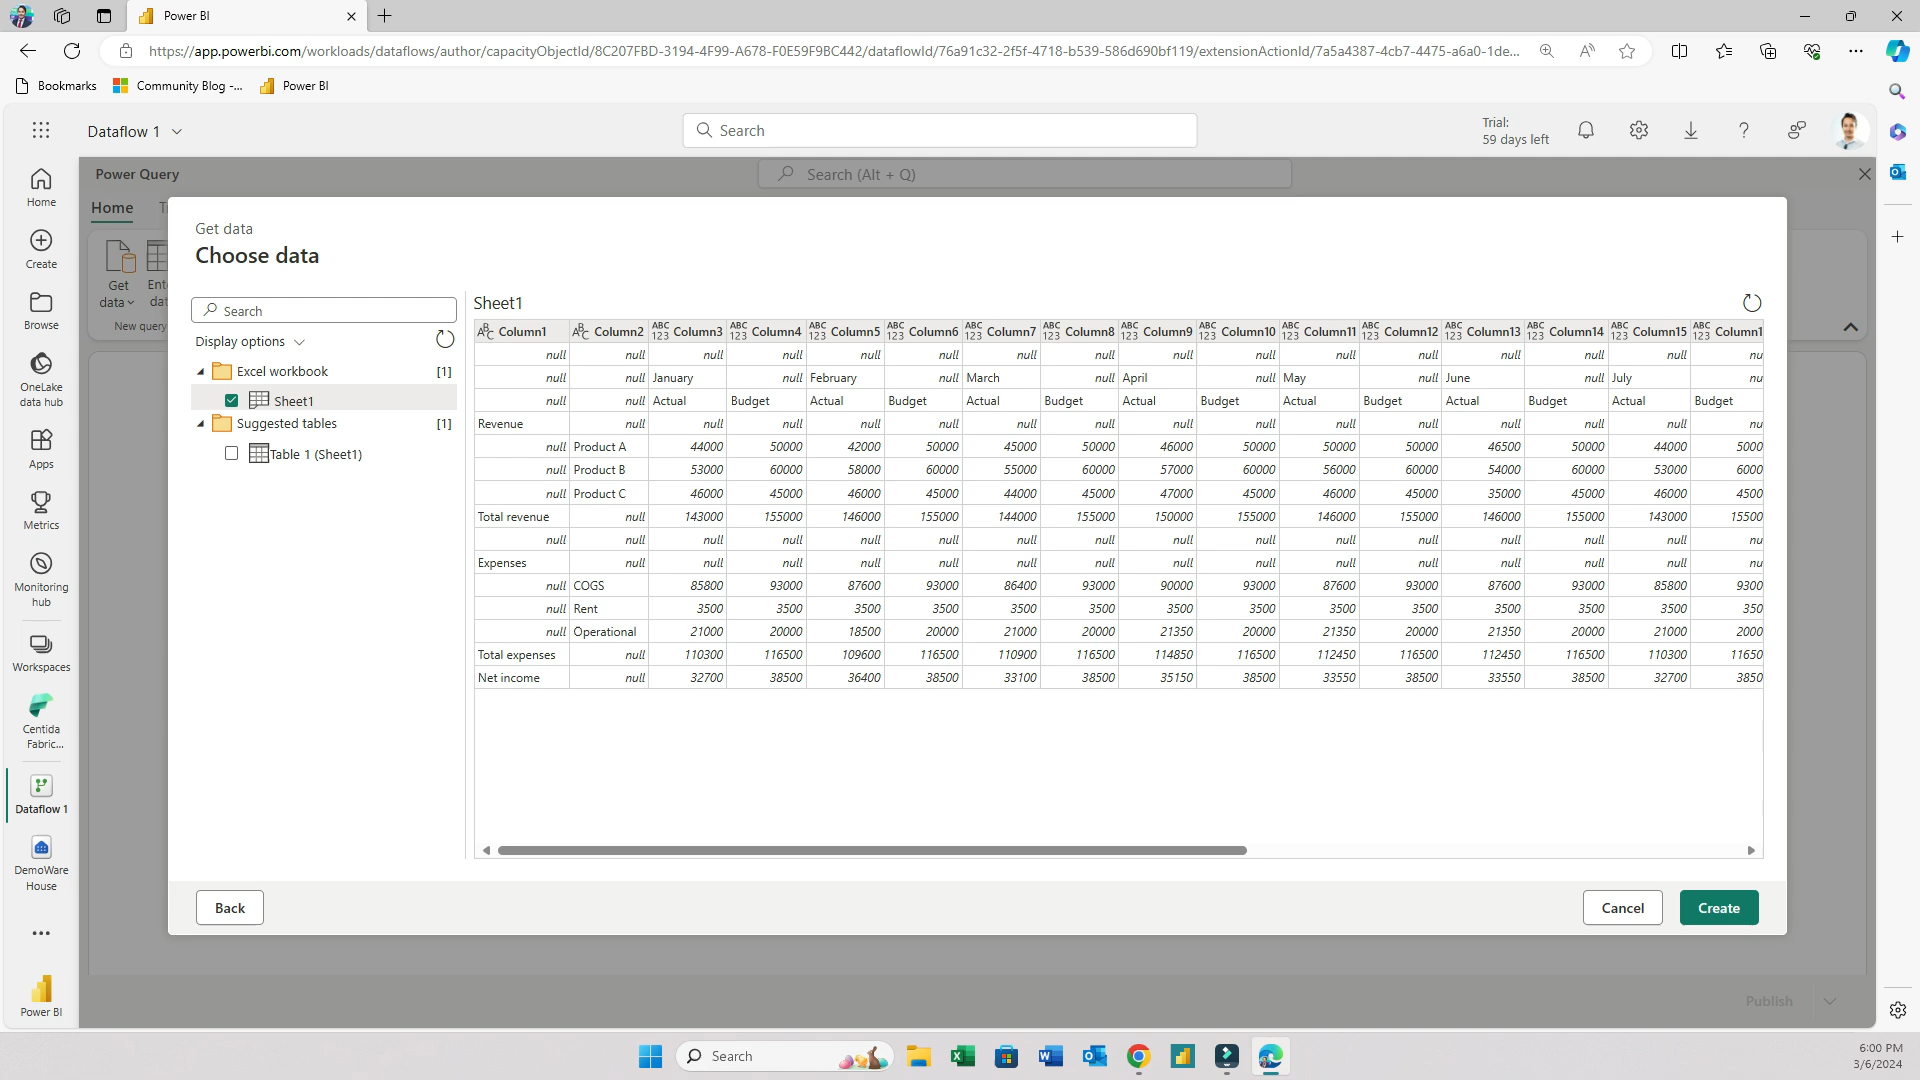 Power BI
https://app.powerbi.com/workloads/dataflows/author/capacityObjectId/8C207FBD-3194-4F99-A678-F0E59F9BC442/dataflowId/76a91c32-2f5f-4718-b539-586d690bf119/extensionActionId/7a5a4387-4cb7-4475-a6a0-1de...
Bookmarks Community Blog -... Power BI
Dataflow 1 Search Trial: 59 days left
Power Query Search (Alt + Q)
Home
Create
Browse
OneLake data hub
Apps
Metrics
Monitoring hub
Workspaces
Centida Fabric...
Dataflow 1
DemoWare House
Power BI
Home
Get data
New query
Get data
Choose data
Search
Display options
Excel workbook [1]
Sheet1
Suggested tables [1]
Table 1 (Sheet1)
Sheet1
Column1 Column2 Column3 Column4 Column5 Column6 Column7 Column8 Column9 Column10 Column11 Column12 Column13 Column14 Column15 Column1
null null null null null null null null null null null null null null null nu
null null January null February null March null April null May null June null July nu
null null Actual Budget Actual Budget Actual Budget Actual Budget Actual Budget Actual Budget Actual Budget
Revenue null null null null null null null null null null null null null null nu
null Product A 44000 50000 42000 50000 45000 50000 46000 50000 50000 50000 46500 50000 44000 5000
null Product B 53000 60000 58000 60000 55000 60000 57000 60000 56000 60000 54000 60000 53000 6000
null Product C 46000 45000 46000 45000 44000 45000 47000 45000 46000 45000 35000 45000 46000 4500
Total revenue null 143000 155000 146000 155000 144000 155000 150000 155000 146000 155000 146000 155000 143000 15500
null null null null null null null null null null null null null null null nu
Expenses null null null null null null null null null null null null null null nu
null COGS 85800 93000 87600 93000 86400 93000 90000 93000 87600 93000 87600 93000 85800 9300
null Rent 3500 3500 3500 3500 3500 3500 3500 3500 3500 3500 3500 3500 3500 350
null Operational 21000 20000 18500 20000 21000 20000 21350 20000 21350 20000 21350 20000 21000 2000
Total expenses null 110300 116500 109600 116500 110900 116500 114850 116500 112450 116500 112450 116500 110300 11650
Net income null 32700 38500 36400 38500 33100 38500 35150 38500 33550 38500 33550 38500 32700 3850
Back Cancel Create
Publish
Search
6:00 PM
3/6/2024